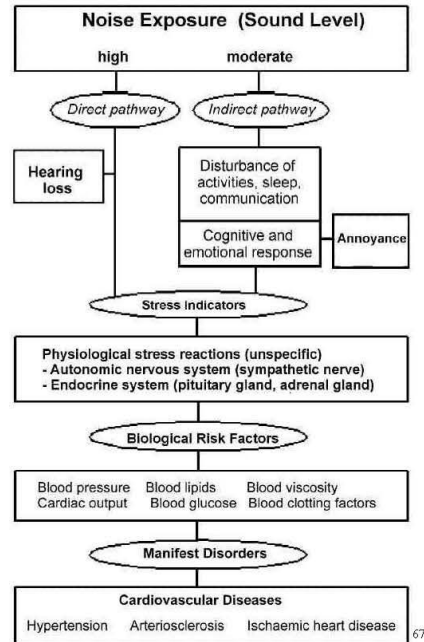 Noise Exposure (Sound Level)
high moderate
Direct pathway Indirect pathway
Hearing
loss
Disturbance of
activities, sleep,
communication
Cognitive and
emotional response
Annoyance
Stress Indicators
Physiological stress reactions (unspecific)
- Autonomic nervous system (sympathetic nerve)
- Endocrine system (pituitary gland, adrenal gland)
Biological Risk Factors
Blood pressure Blood lipids Blood viscosity
Cardiac output Blood glucose Blood clotting factors
Manifest Disorders
Cardiovascular Diseases
Hypertension Arteriosclerosis Ischaemic heart disease
67